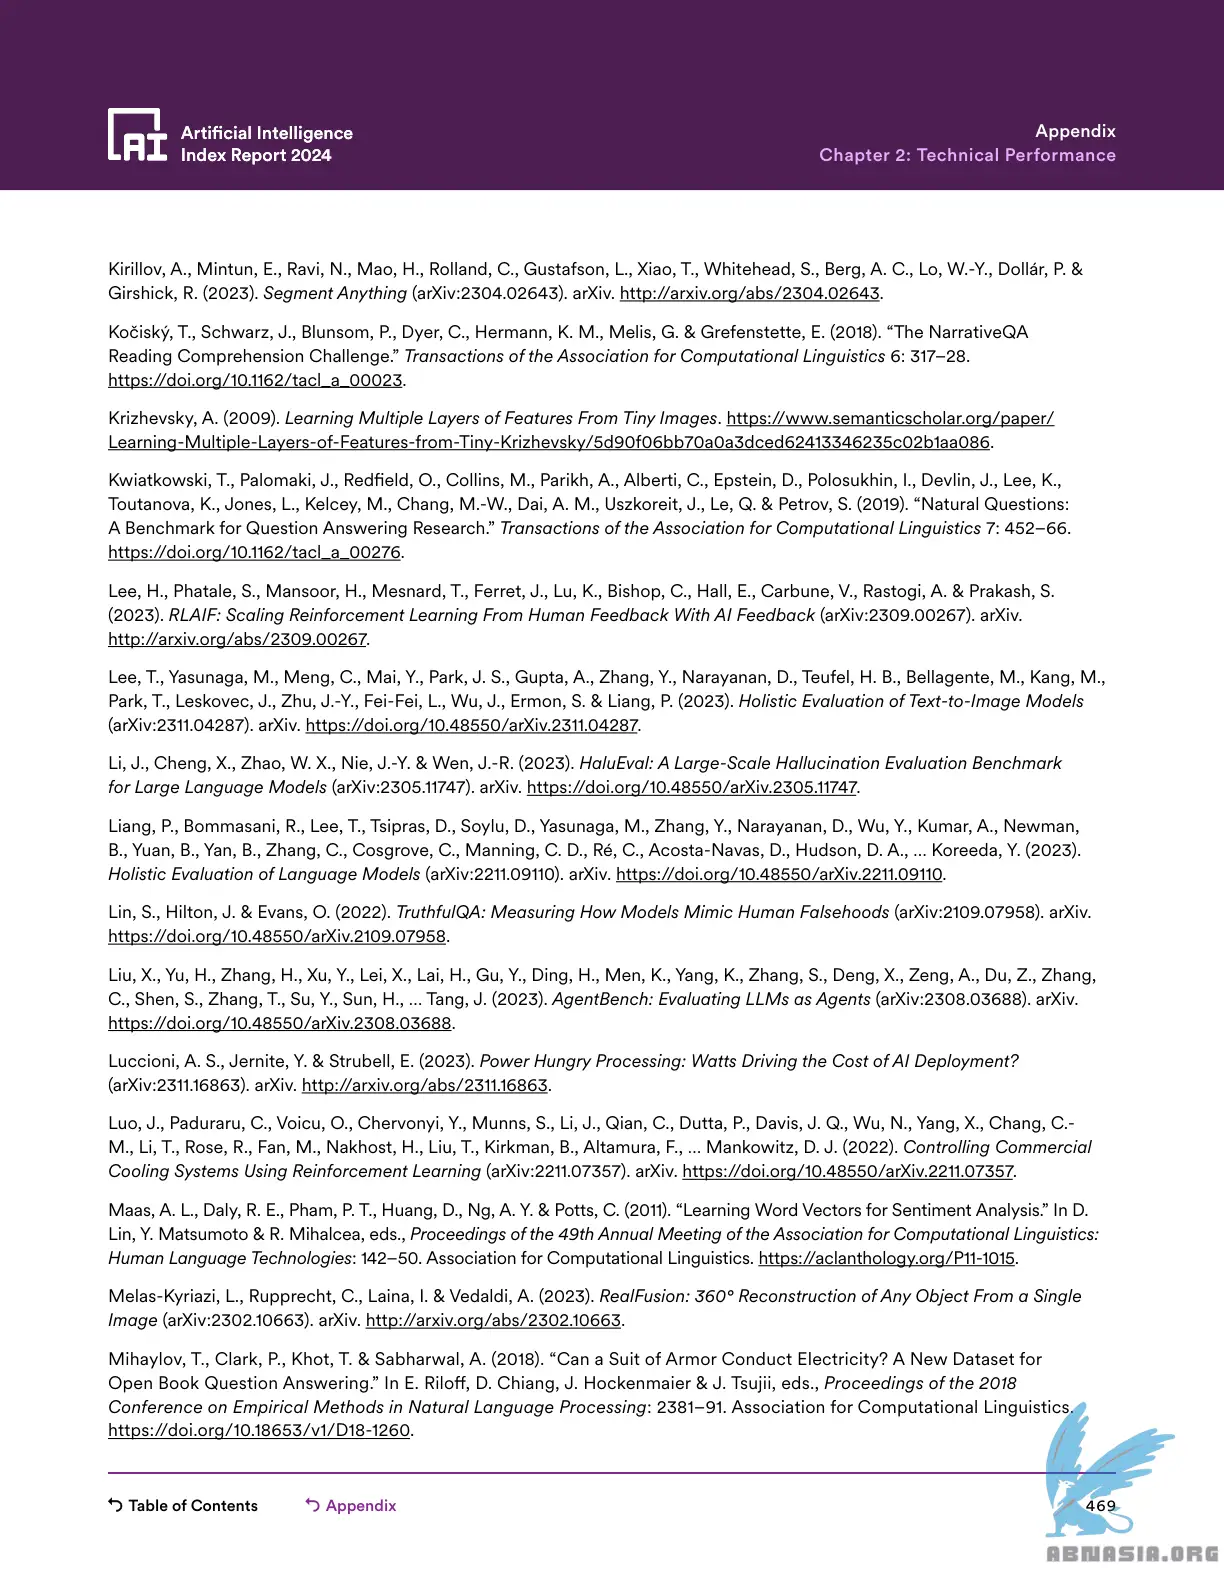 Artificial Intelligence
Index Report 2024
Appendix
Chapter 2: Technical Performance
Kirillov, A., Mintun, E., Ravi, N., Mao, H., Rolland, C., Gustafson, L., Xiao, T., Whitehead, S., Berg, A. C., Lo, W.-Y., Dollár, P. &
Girshick, R. (2023). Segment Anything (arXiv:2304.02643). arXiv. http://arxiv.org/abs/2304.02643.
Kočiský, T., Schwarz, J., Blunsom, P., Dyer, C., Hermann, K. M., Melis, G. & Grefenstette, E. (2018). “The NarrativeQA
Reading Comprehension Challenge.” Transactions of the Association for Computational Linguistics 6: 317–28.
https://doi.org/10.1162/tacl_a_00023.
Krizhevsky, A. (2009). Learning Multiple Layers of Features From Tiny Images. https://www.semanticscholar.org/paper/
Learning-Multiple-Layers-of-Features-from-Tiny-Krizhevsky/5d90f06bb70a0a3dced62413346235c02b1aa086.
Kwiatkowski, T., Palomaki, J., Redfield, O., Collins, M., Parikh, A., Alberti, C., Epstein, D., Polosukhin, I., Devlin, J., Lee, K.,
Toutanova, K., Jones, L., Kelcey, M., Chang, M.-W., Dai, A. M., Uszkoreit, J., Le, Q. & Petrov, S. (2019). “Natural Questions:
A Benchmark for Question Answering Research.” Transactions of the Association for Computational Linguistics 7: 452–66.
https://doi.org/10.1162/tacl_a_00276.
Lee, H., Phatale, S., Mansoor, H., Mesnard, T., Ferret, J., Lu, K., Bishop, C., Hall, E., Carbune, V., Rastogi, A. & Prakash, S.
(2023). RLAIF: Scaling Reinforcement Learning From Human Feedback With AI Feedback (arXiv:2309.00267). arXiv.
http://arxiv.org/abs/2309.00267.
Lee, T., Yasunaga, M., Meng, C., Mai, Y., Park, J. S., Gupta, A., Zhang, Y., Narayanan, D., Teufel, H. B., Bellagente, M., Kang, M.,
Park, T., Leskovec, J., Zhu, J.-Y., Fei-Fei, L., Wu, J., Ermon, S. & Liang, P. (2023). Holistic Evaluation of Text-to-Image Models
(arXiv:2311.04287). arXiv. https://doi.org/10.48550/arXiv.2311.04287.
Li, J., Cheng, X., Zhao, W. X., Nie, J.-Y. & Wen, J.-R. (2023). HaluEval: A Large-Scale Hallucination Evaluation Benchmark
for Large Language Models (arXiv:2305.11747). arXiv. https://doi.org/10.48550/arXiv.2305.11747.
Liang, P., Bommasani, R., Lee, T., Tsipras, D., Soylu, D., Yasunaga, M., Zhang, Y., Narayanan, D., Wu, Y., Kumar, A., Newman,
B., Yuan, B., Yan, B., Zhang, C., Cosgrove, C., Manning, C. D., Ré, C., Acosta-Navas, D., Hudson, D. A., ... Koreeda, Y. (2023).
Holistic Evaluation of Language Models (arXiv:2211.09110). arXiv. https://doi.org/10.48550/arXiv.2211.09110.
Lin, S., Hilton, J. & Evans, O. (2022). TruthfulQA: Measuring How Models Mimic Human Falsehoods (arXiv:2109.07958). arXiv.
https://doi.org/10.48550/arXiv.2109.07958.
Liu, X., Yu, H., Zhang, H., Xu, Y., Lei, X., Lai, H., Gu, Y., Ding, H., Men, K., Yang, K., Zhang, S., Deng, X., Zeng, A., Du, Z., Zhang,
C., Shen, S., Zhang, T., Su, Y., Sun, H., ... Tang, J. (2023). AgentBench: Evaluating LLMs as Agents (arXiv:2308.03688). arXiv.
https://doi.org/10.48550/arXiv.2308.03688.
Luccioni, A. S., Jernite, Y. & Strubell, E. (2023). Power Hungry Processing: Watts Driving the Cost of AI Deployment?
(arXiv:2311.16863). arXiv. http://arxiv.org/abs/2311.16863.
Luo, J., Paduraru, C., Voicu, O., Chervonyi, Y., Munns, S., Li, J., Qian, C., Dutta, P., Davis, J. Q., Wu, N., Yang, X., Chang, C.-
M., Li, T., Rose, R., Fan, M., Nakhost, H., Liu, T., Kirkman, B., Altamura, F., ... Mankowitz, D. J. (2022). Controlling Commercial
Cooling Systems Using Reinforcement Learning (arXiv:2211.07357). arXiv. https://doi.org/10.48550/arXiv.2211.07357.
Maas, A. L., Daly, R. E., Pham, P. T., Huang, D., Ng, A. Y. & Potts, C. (2011). “Learning Word Vectors for Sentiment Analysis.” In D.
Lin, Y. Matsumoto & R. Mihalcea, eds., Proceedings of the 49th Annual Meeting of the Association for Computational Linguistics:
Human Language Technologies: 142–50. Association for Computational Linguistics. https://aclanthology.org/P11-1015.
Melas-Kyriazi, L., Rupprecht, C., Laina, I. & Vedaldi, A. (2023). RealFusion: 360° Reconstruction of Any Object From a Single
Image (arXiv:2302.10663). arXiv. http://arxiv.org/abs/2302.10663.
Mihaylov, T., Clark, P., Khot, T. & Sabharwal, A. (2018). “Can a Suit of Armor Conduct Electricity? A New Dataset for
Open Book Question Answering.” In E. Riloff, D. Chiang, J. Hockenmaier & J. Tsujii, eds., Proceedings of the 2018
Conference on Empirical Methods in Natural Language Processing: 2381–91. Association for Computational Linguistics.
https://doi.org/10.18653/v1/D18-1260.
Table of Contents
Appendix
469
ABNASIA.ORG